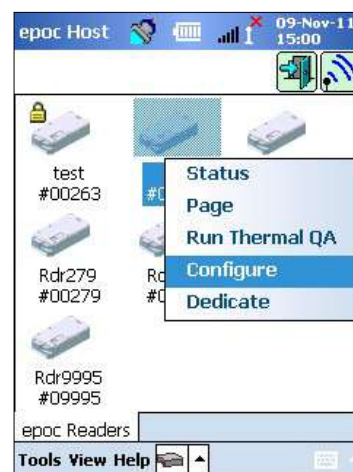 epoc Host
09-Nov-11
15:00
test
#00263
#0
Status
Page
Run Thermal QA
Configure
Dedicate
Rdr279
#00279
#0
Rdr9995
#09995
epoc Readers
Tools View Help